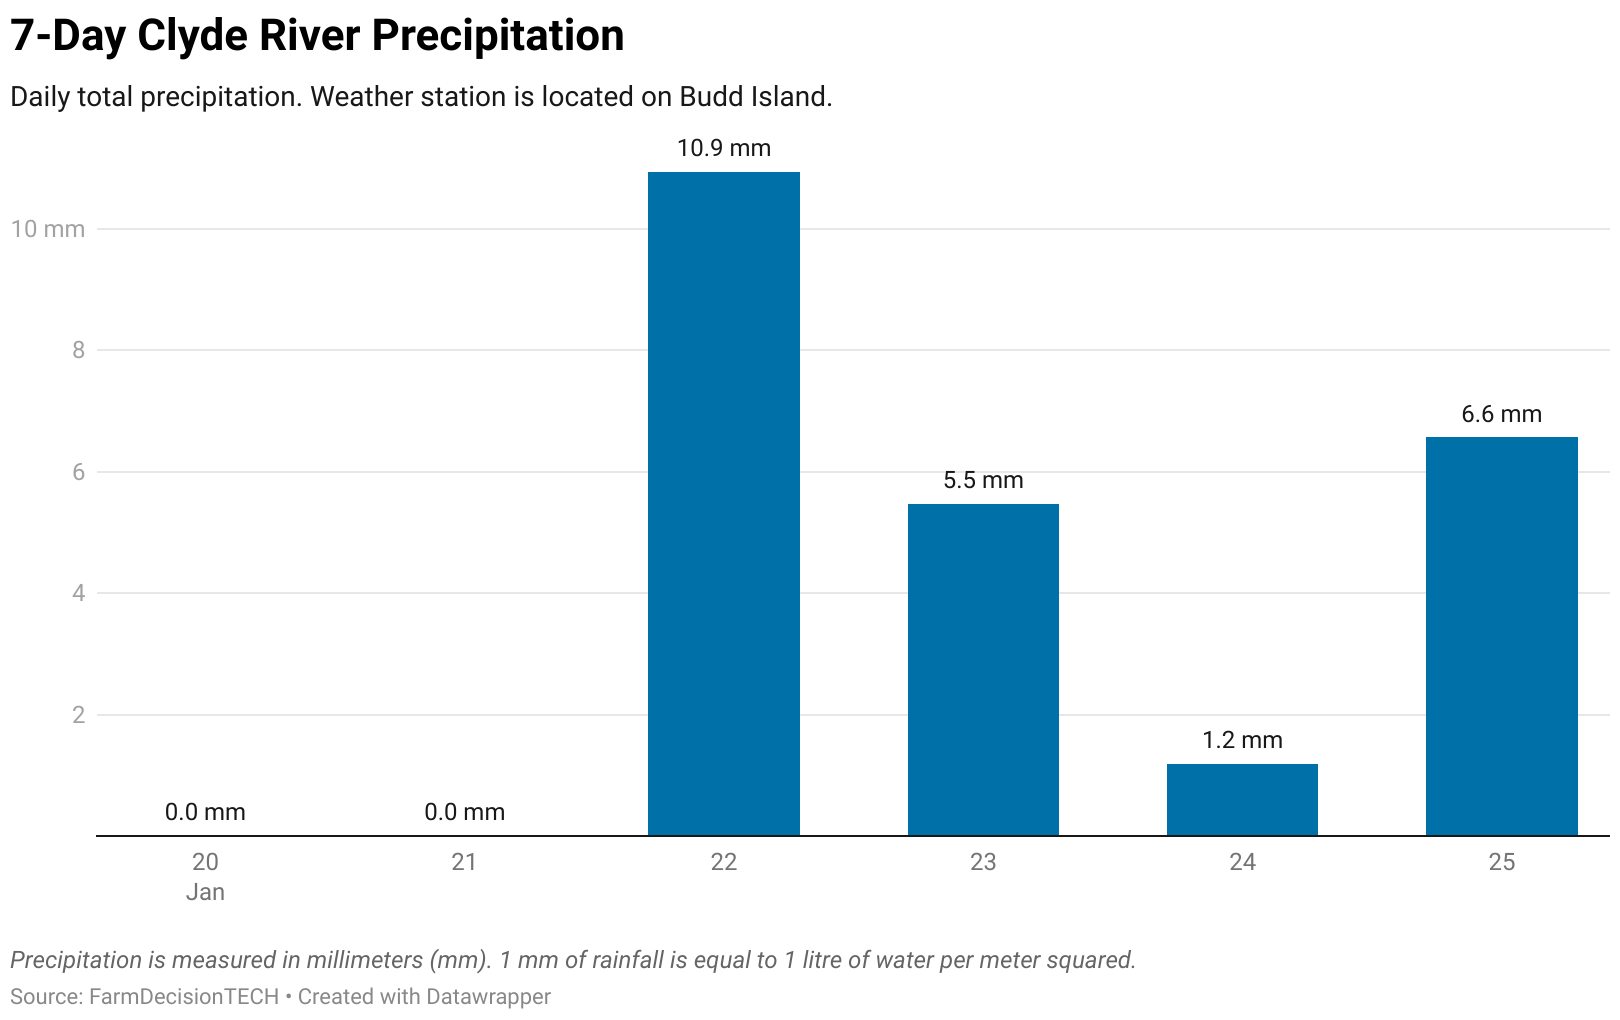 7-Day Clyde River Precipitation
Daily total precipitation. Weather station is located on Budd Island.
10.9 mm
10 mm
8
6.6 mm
6
5.5 mm
4
2
1.2 mm
0.0 mm
0.0 mm
20
21
22
23
24
25
Jan
Precipitation is measured in millimeters (mm). 1 mm of rainfall is equal to 1 litre of water per meter squared.
Source: FarmDecisionTECH • Created with Datawrapper